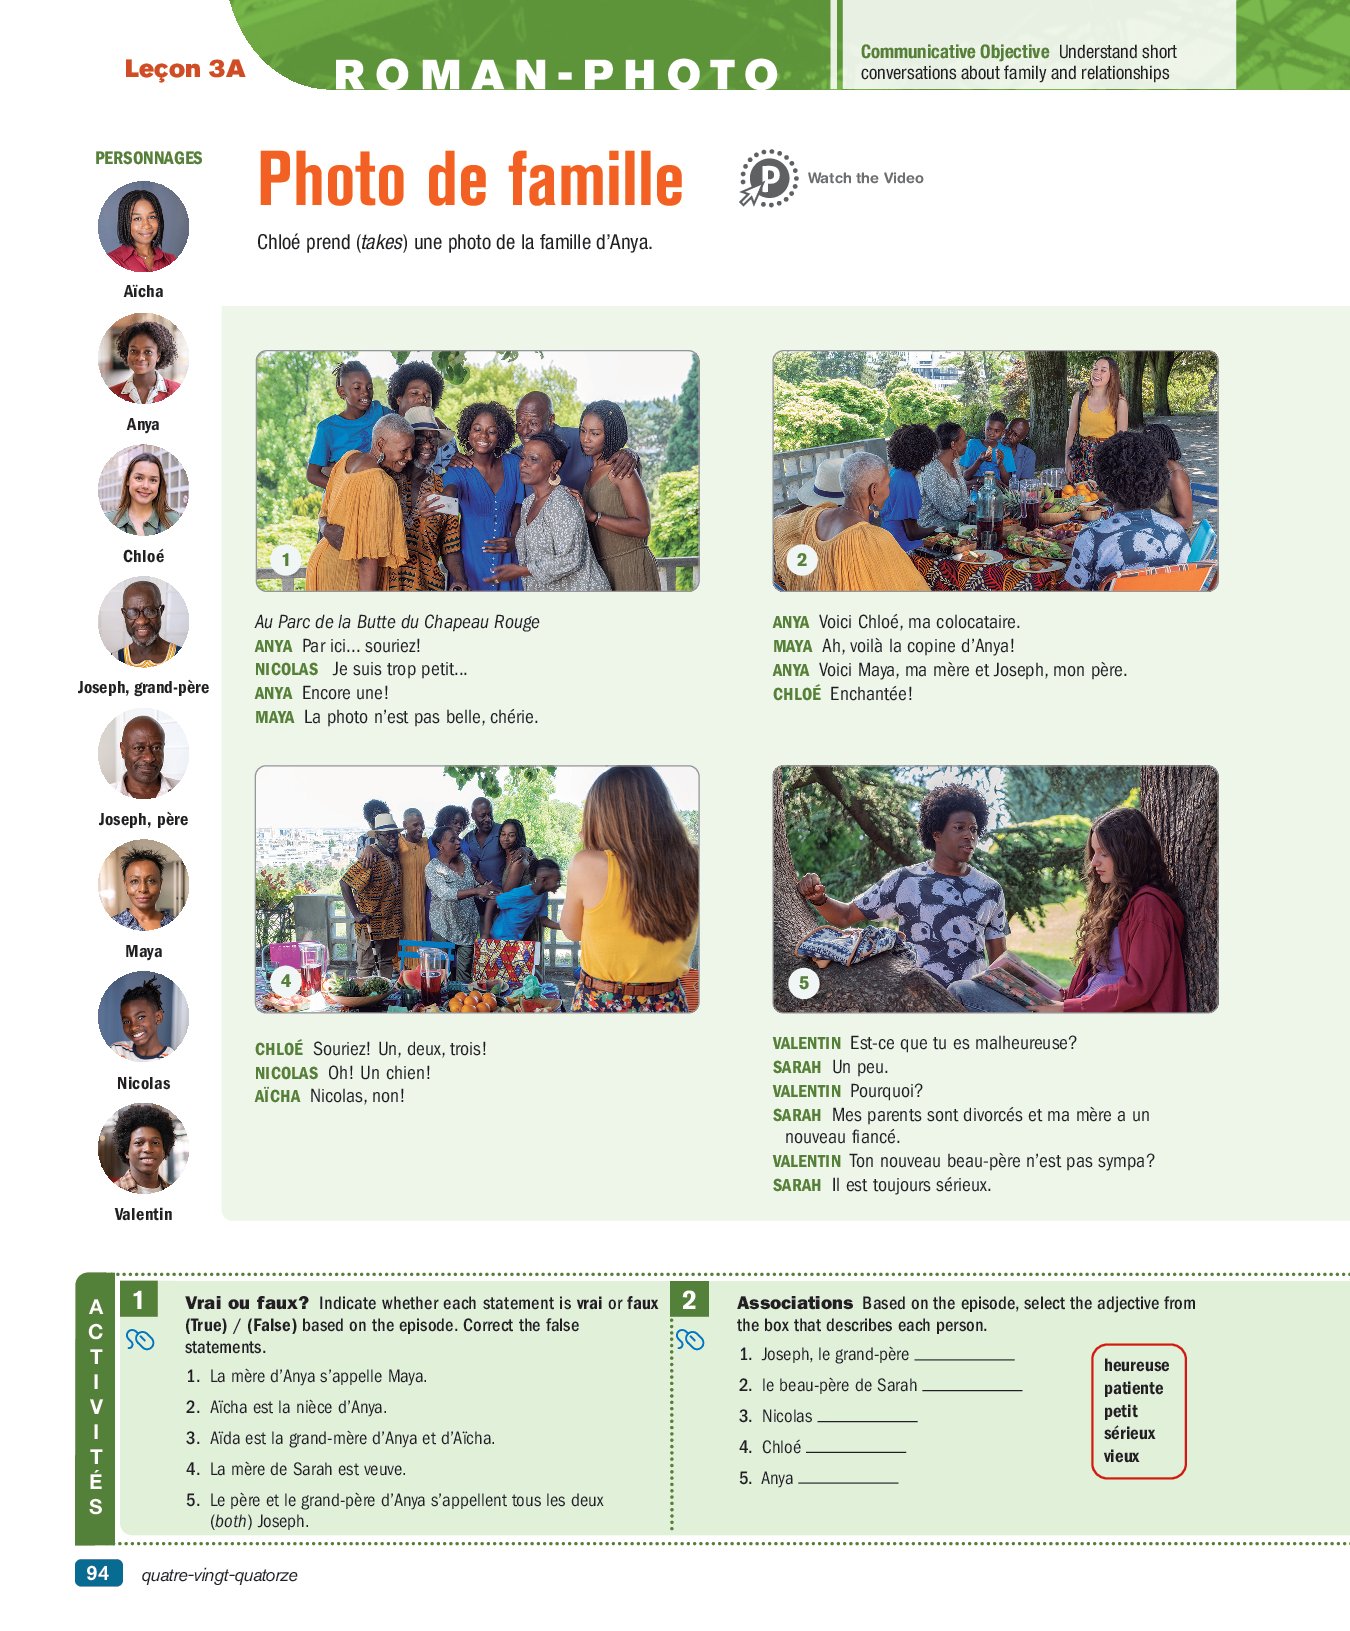 Leçon 3A
ROMAN-PHOTO
Communicative Objective Understand short
conversations about family and relationships
PERSONNAGES
Aïcha
Anya
Chloé
Joseph, grand-père
Joseph, père
Maya
Nicolas
Valentin
Photo de famille
P
Watch the Video
Chloé prend (takes) une photo de la famille d'Anya.
1
Au Parc de la Butte du Chapeau Rouge
ANYA Par ici... souriez!
NICOLAS Je suis trop petit...
ANYA Encore une!
MAYA La photo n'est pas belle, chérie.
2
ANYA Voici Chloé, ma colocataire.
MAYA Ah, voilà la copine d'Anya!
ANYA Voici Maya, ma mère et Joseph, mon père.
CHLOÉ Enchantée!
4
CHLOÉ Souriez! Un, deux, trois!
NICOLAS Oh! Un chien!
AÏCHA Nicolas, non!
5
VALENTIN Est-ce que tu es malheureuse?
SARAH Un peu.
VALENTIN Pourquoi?
SARAH Mes parents sont divorcés et ma mère a un
nouveau fiancé.
VALENTIN Ton nouveau beau-père n'est pas sympa?
SARAH Il est toujours sérieux.
ACTIVITÉS
1
Vrai ou faux? Indicate whether each statement is vrai or faux
(True) / (False) based on the episode. Correct the false
statements.
1. La mère d'Anya s'appelle Maya.
2. Aïcha est la nièce d'Anya.
3. Aïda est la grand-mère d'Anya et d'Aïcha.
4. La mère de Sarah est veuve.
5. Le père et le grand-père d'Anya s'appellent tous les deux
(both) Joseph.
2
Associations Based on the episode, select the adjective from
the box that describes each person.
1. Joseph, le grand-père
2. le beau-père de Sarah
3. Nicolas
4. Chloé
5. Anya
heureuse
patiente
petit
sérieux
vieux
94
quatre-vingt-quatorze